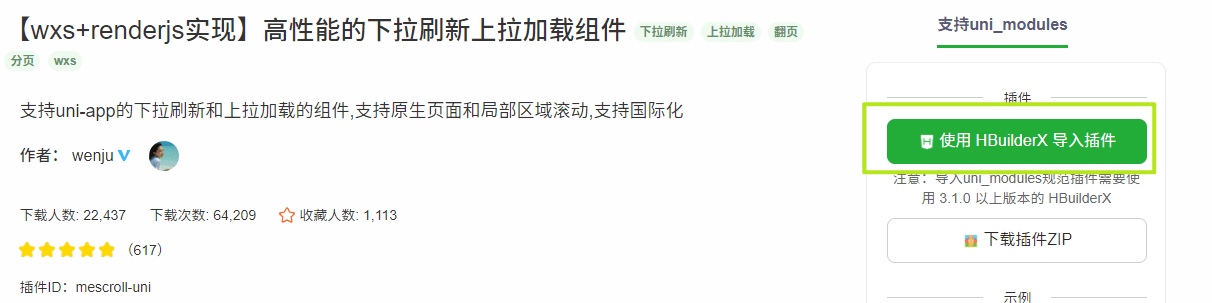 【wxs+renderjs实现】高性能的下拉刷新上拉加载组件 下拉刷新 上拉加载 翻页
分页 wxs
支持uni-app的下拉刷新和上拉加载的组件,支持原生页面和局部区域滚动,支持国际化
作者： wenju
下载人数: 22,437 下载次数: 64,209 收藏人数: 1,113
（617）
插件ID：mescroll-uni
支持uni_modules
插件
使用 HBuilderX 导入插件
注意：导入uni_modules规范插件需要使
用 3.1.0 以上版本的 HBuilderX
下载插件ZIP
示例